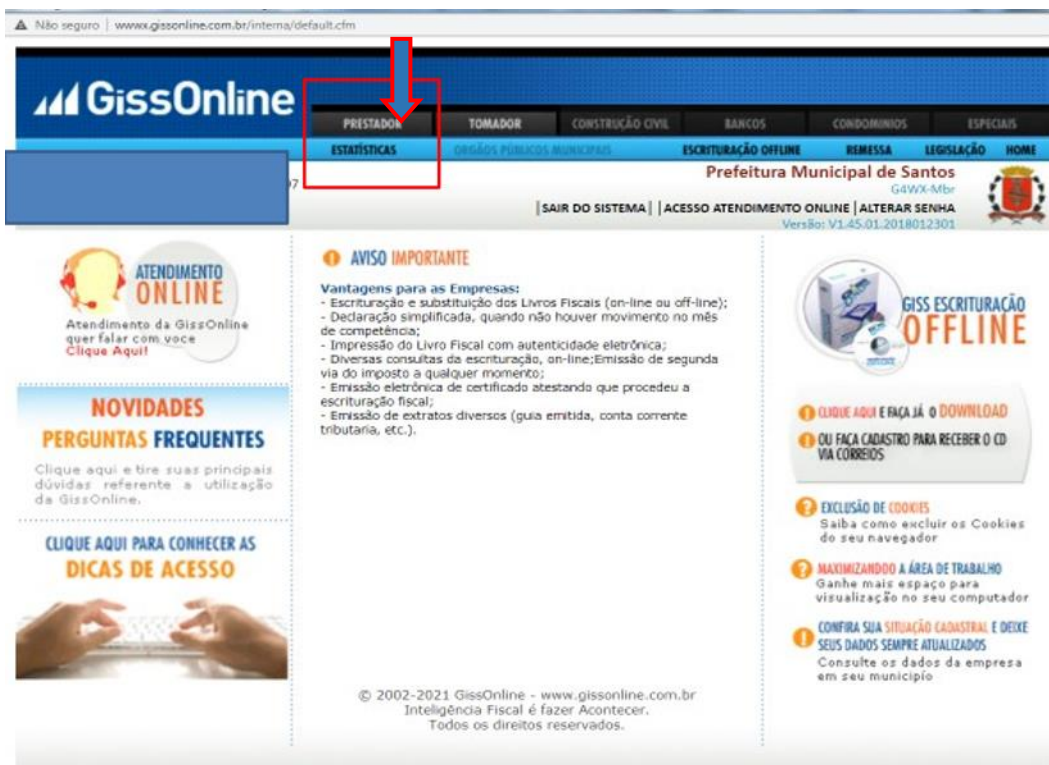 Não seguro | wwwx.gissonline.com.br/interna/default.cfm
GissOnline
PRESTADOR TOMADOR CONSTRUÇÃO CIVIL BANCOS CONDOMINIOS ESPECIAIS
ESTATÍSTICAS ORGÃOS PÚBLICOS MUNICIPAIS ESCRITURAÇÃO OFFLINE REMESSA LEGISLAÇÃO HOME
Prefeitura Municipal de Santos
G4WX-Mbr
|SAIR DO SISTEMA| |ACESSO ATENDIMENTO ONLINE |ALTERAR SENHA
Versão: V1.45.01.2018012301
ATENDIMENTO
ONLINE
Atendimento da GissOnline
quer falar com voce
Clique Aqui!
NOVIDADES
PERGUNTAS FREQUENTES
Clique aqui e tire suas principais
dúvidas referente a utilização
da GissOnline.
CLIQUE AQUI PARA CONHECER AS
DICAS DE ACESSO
AVISO IMPORTANTE
Vantagens para as Empresas:
- Escrituração e substituição dos Livros Fiscais (on-line ou off-line);
- Declaração simplificada, quando não houver movimento no mês
de competência;
- Impressão do Livro Fiscal com autenticidade eletrônica;
- Diversas consultas da escrituração, on-line;Emissão de segunda
via do imposto a qualquer momento;
- Emissão eletrônica de certificado atestando que procedeu a
escrituração fiscal;
- Emissão de extratos diversos (guia emitida, conta corrente
tributaria, etc.).
© 2002-2021 GissOnline - www.gissonline.com.br
Inteligência Fiscal é fazer Acontecer.
Todos os direitos reservados.
GISS ESCRITURAÇÃO
OFFLINE
CLIQUE AQUI E FAÇA JÁ O DOWNLOAD
OU FAÇA CADASTRO PARA RECEBER O CD
VIA CORREIOS
EXCLUSÃO DE COOKIES
Saiba como excluir os Cookies
do seu navegador
MAXIMIZANDO A ÁREA DE TRABALHO
Ganhe mais espaço para
visualização no seu computador
CONFIRA SUA SITUAÇÃO CADASTRAL E DEIXE
SEUS DADOS SEMPRE ATUALIZADOS
Consulte os dados da empresa
em seu municipío